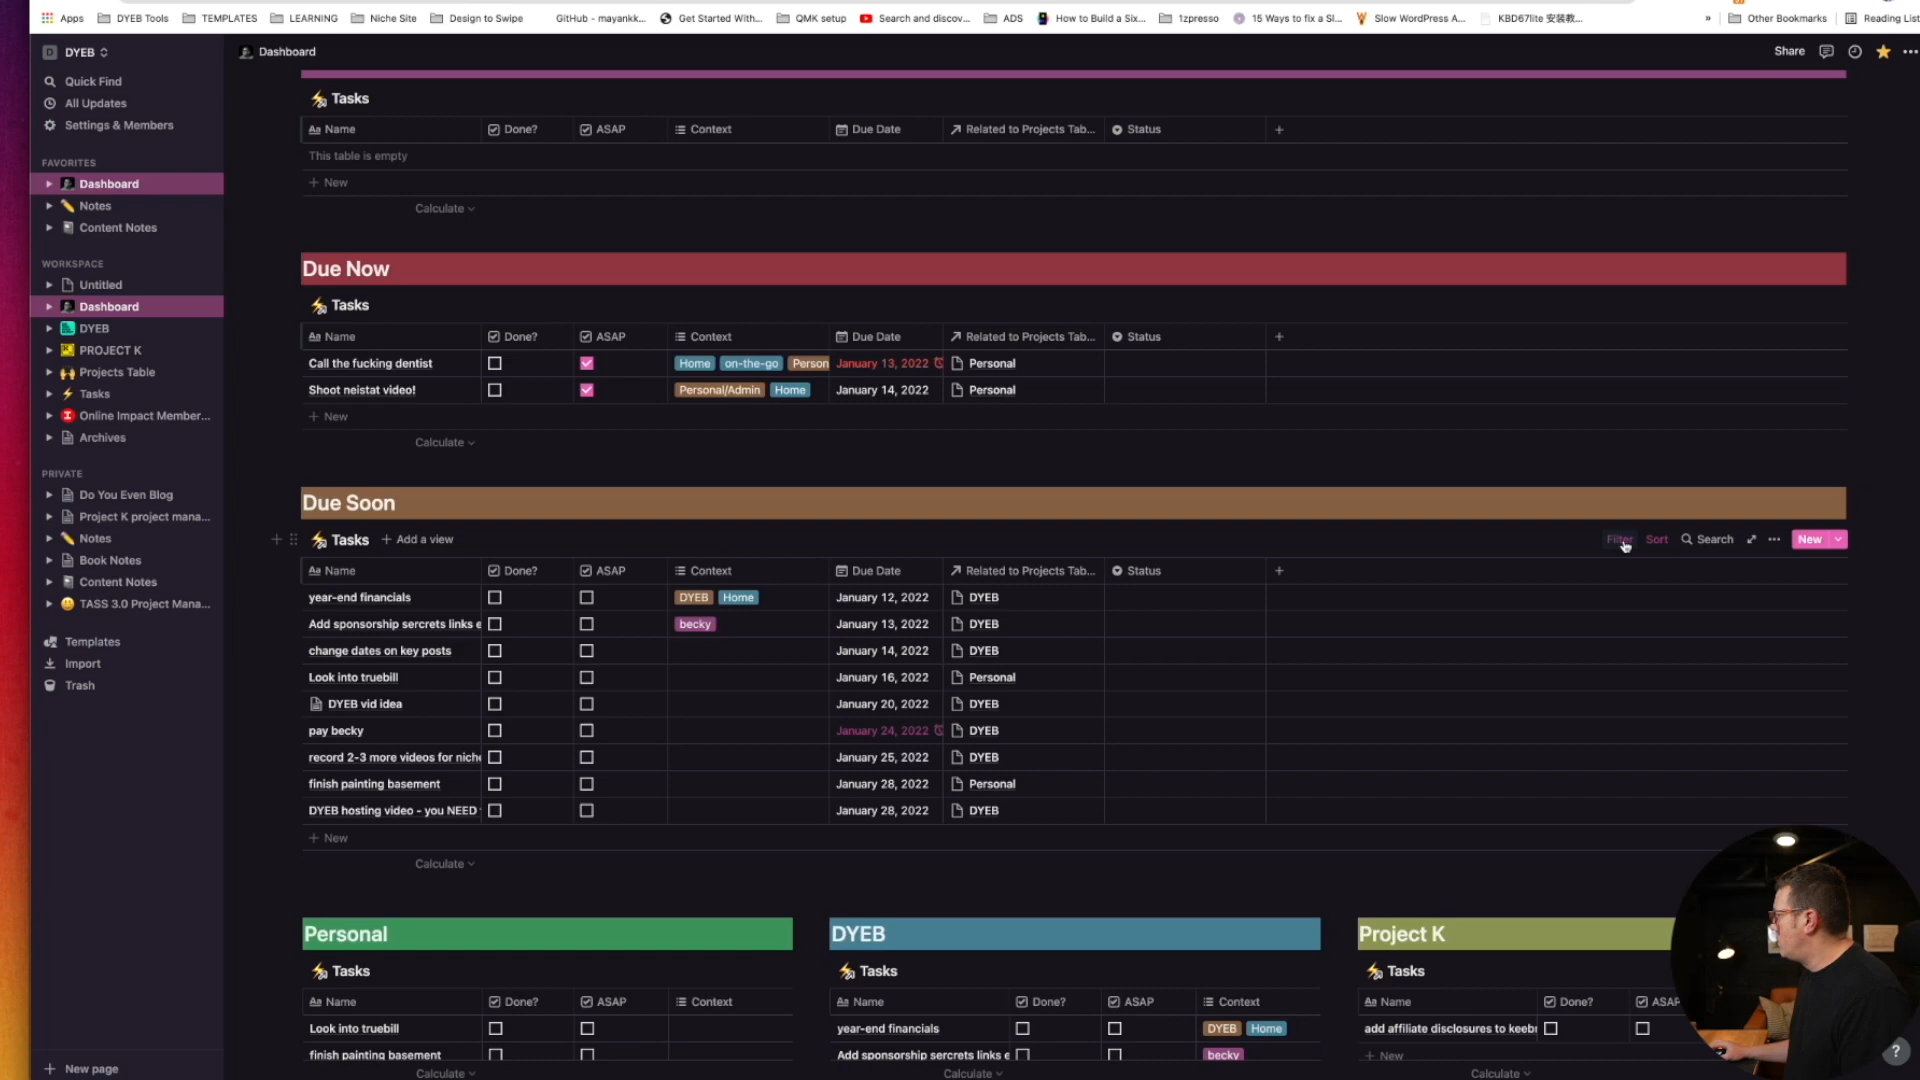 Apps DYEB Tools TEMPLATES LEARNING Niche Site Design to Swipe GitHub - mayankk... Get Started With... QMK setup Search and discov... ADS How to Build a Six... 1zpresso 15 Ways to fix a Sl... Slow WordPress A... KBD67lite 安裝教... » Other Bookmarks Reading List
DYEB
Dashboard
Share
Quick Find
All Updates
Settings & Members
FAVORITES
Dashboard
Notes
Content Notes
WORKSPACE
Untitled
Dashboard
DYEB
PROJECT K
Projects Table
Tasks
Online Impact Member...
Archives
PRIVATE
Do You Even Blog
Project K project mana...
Notes
Book Notes
Content Notes
TASS 3.0 Project Mana...
Templates
Import
Trash
+ New page
Tasks
Aa Name Done? ASAP Context Due Date Related to Projects Tab... Status +
This table is empty
+ New
Calculate
Due Now
Tasks
Aa Name Done? ASAP Context Due Date Related to Projects Tab... Status +
Call the fucking dentist Home on-the-go Person January 13, 2022 Personal
Shoot neistat video! Personal/Admin Home January 14, 2022 Personal
+ New
Calculate
Due Soon
Tasks + Add a view Filter Sort Search New
Aa Name Done? ASAP Context Due Date Related to Projects Tab... Status +
year-end financials DYEB Home January 12, 2022 DYEB
Add sponsorship sercrets links e becky January 13, 2022 DYEB
change dates on key posts January 14, 2022 DYEB
Look into truebill January 16, 2022 Personal
DYEB vid idea January 20, 2022 DYEB
pay becky January 24, 2022 DYEB
record 2-3 more videos for niche January 25, 2022 DYEB
finish painting basement January 28, 2022 Personal
DYEB hosting video - you NEED January 28, 2022 DYEB
+ New
Calculate
Personal
Tasks
Aa Name Done? ASAP Context
Look into truebill
finish painting basement
Calculate
DYEB
Tasks
Aa Name Done? ASAP Context
year-end financials DYEB Home
Add sponsorship sercrets links e becky
Calculate
Project K
Tasks
Aa Name Done? ASAP
add affiliate disclosures to keeb
+ New
Calculate
?